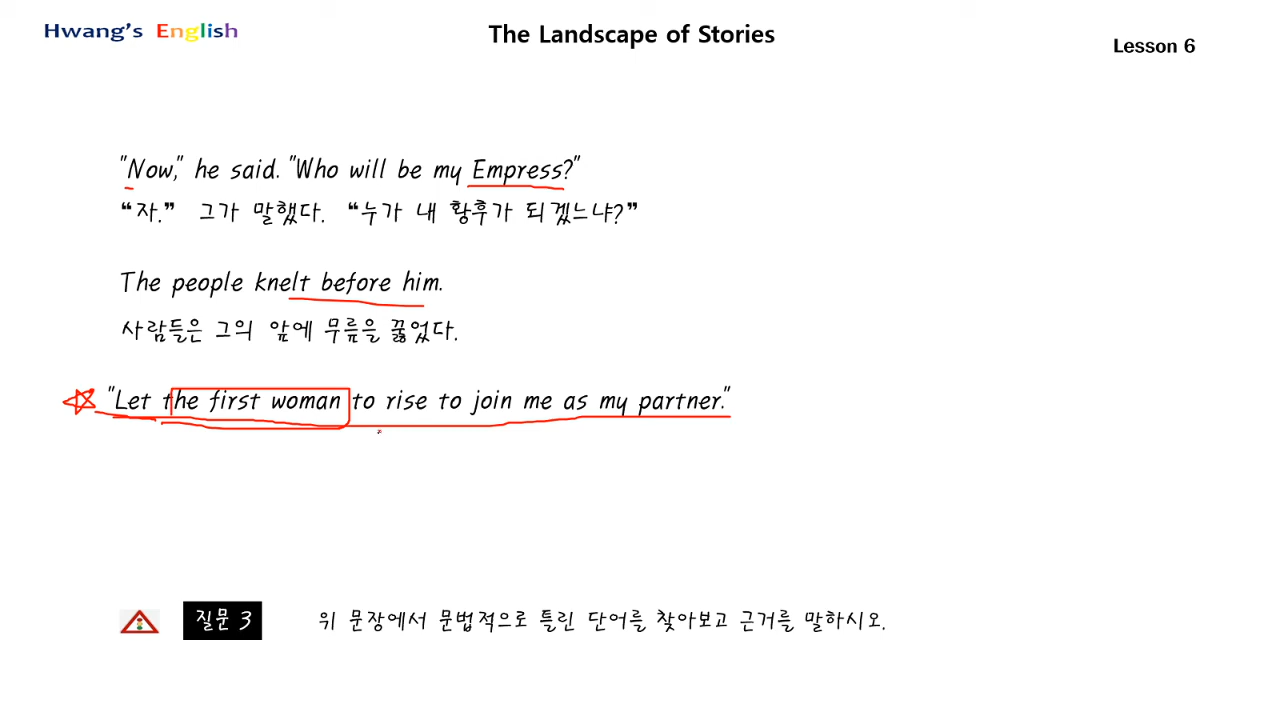 Hwang's English
The Landscape of Stories
Lesson 6
"Now," he said. "Who will be my Empress?"
❝자.❞ 그가 말했다. ❝누가 내 황후가 되겠느냐?❞
The people knelt before him.
사람들은 그의 앞에 무릎을 꿇었다.
"Let the first woman to rise to join me as my partner."
질문 3 위 문장에서 문법적으로 틀린 단어를 찾아보고 근거를 말하시오.